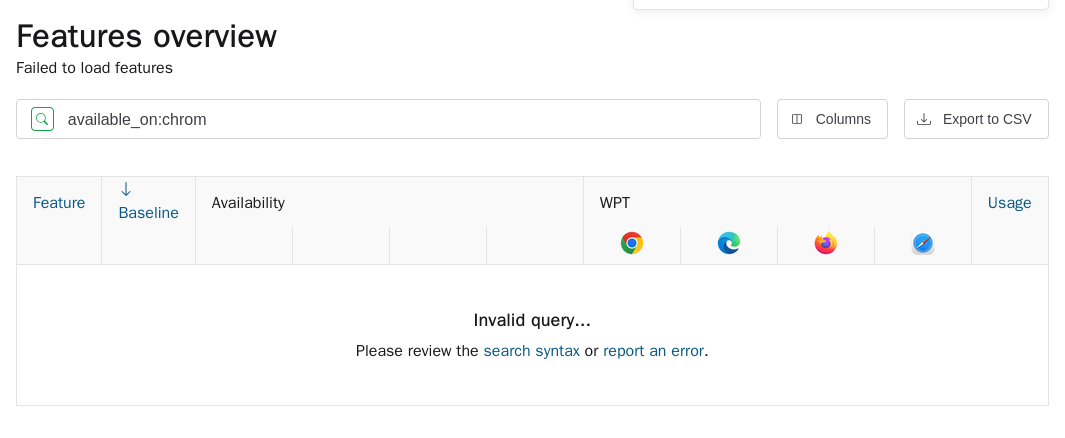 Features overview
Failed to load features
available_on:chrom
Columns
Export to CSV
Feature
Baseline
Availability
WPT
Usage
Invalid query...
Please review the search syntax or report an error.